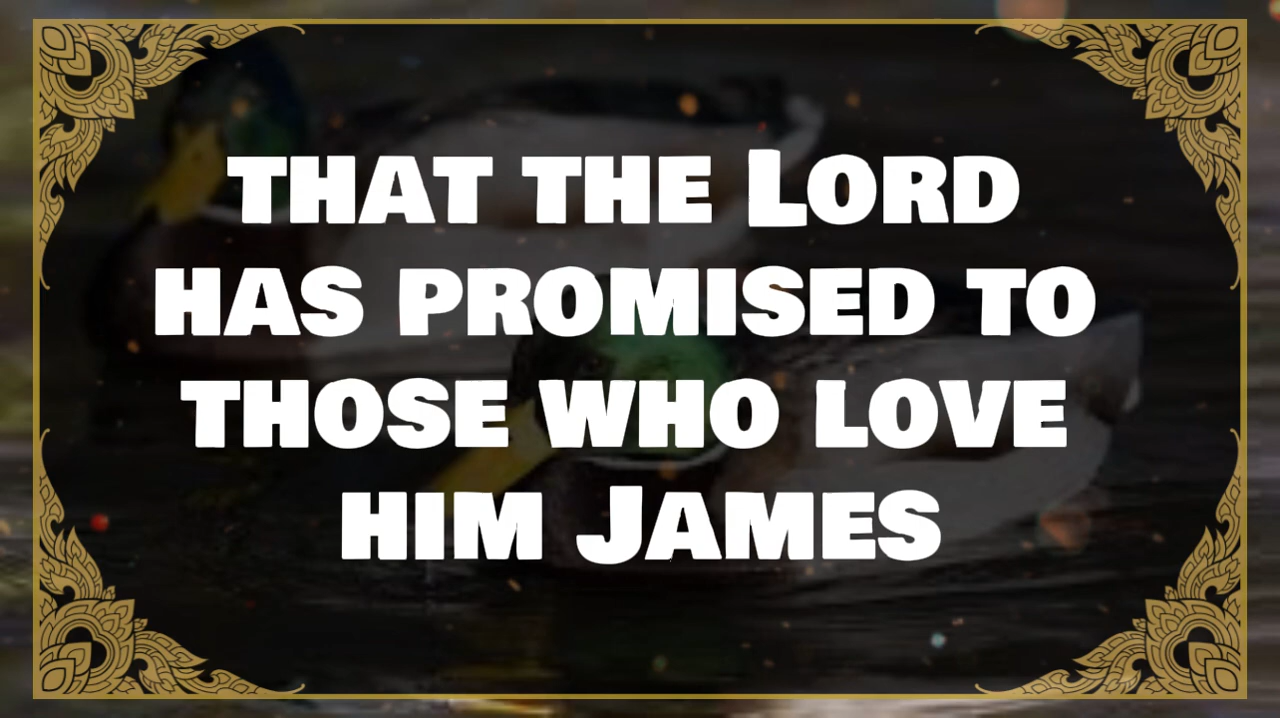 THAT THE LORD
HAS PROMISED TO
THOSE WHO LOVE
HIM JAMES